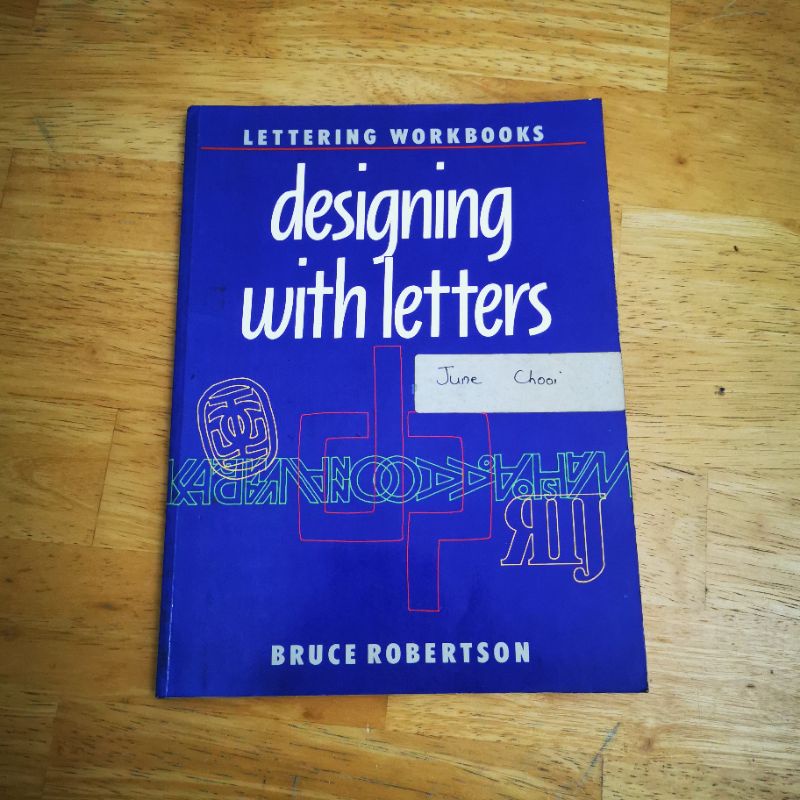 LETTERING WORKBOOKS
designing
with letters
June Chooi
BRUCE ROBERTSON